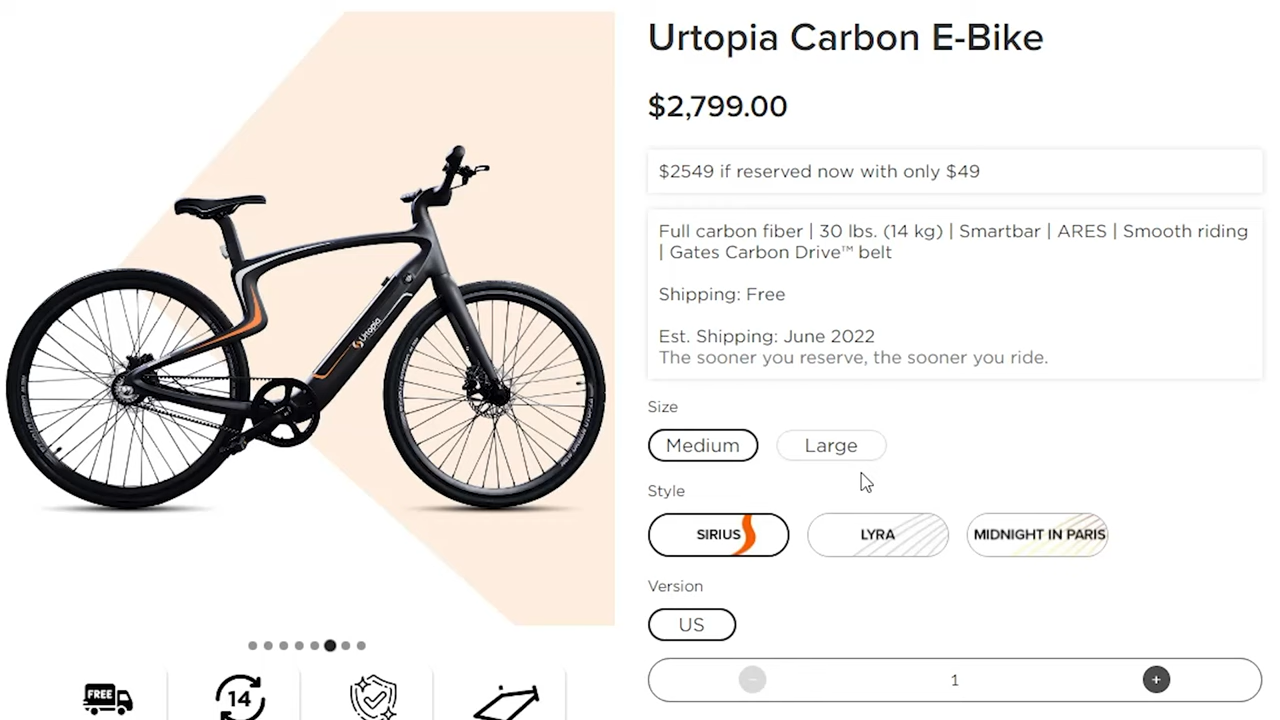 Urtopia Carbon E-Bike
$2,799.00
$2549 if reserved now with only $49
Full carbon fiber | 30 lbs. (14 kg) | Smartbar | ARES | Smooth riding
| Gates Carbon Drive™ belt
Shipping: Free
Est. Shipping: June 2022
The sooner you reserve, the sooner you ride.
Size
Medium Large
Style
SIRIUS LYRA MIDNIGHT IN PARIS
Version
US
− 1 +
Urtopia
FREE 14